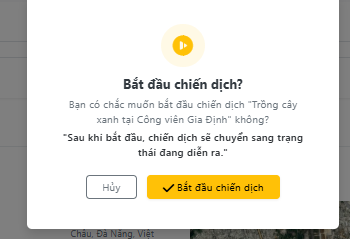 Bắt đầu chiến dịch?
Bạn có chắc muốn bắt đầu chiến dịch "Trồng cây
xanh tại Công viên Gia Định" không?
"Sau khi bắt đầu, chiến dịch sẽ chuyển sang trạng
thái đang diễn ra."
Hủy
Bắt đầu chiến dịch
Châu, Đà Nẵng, Việt